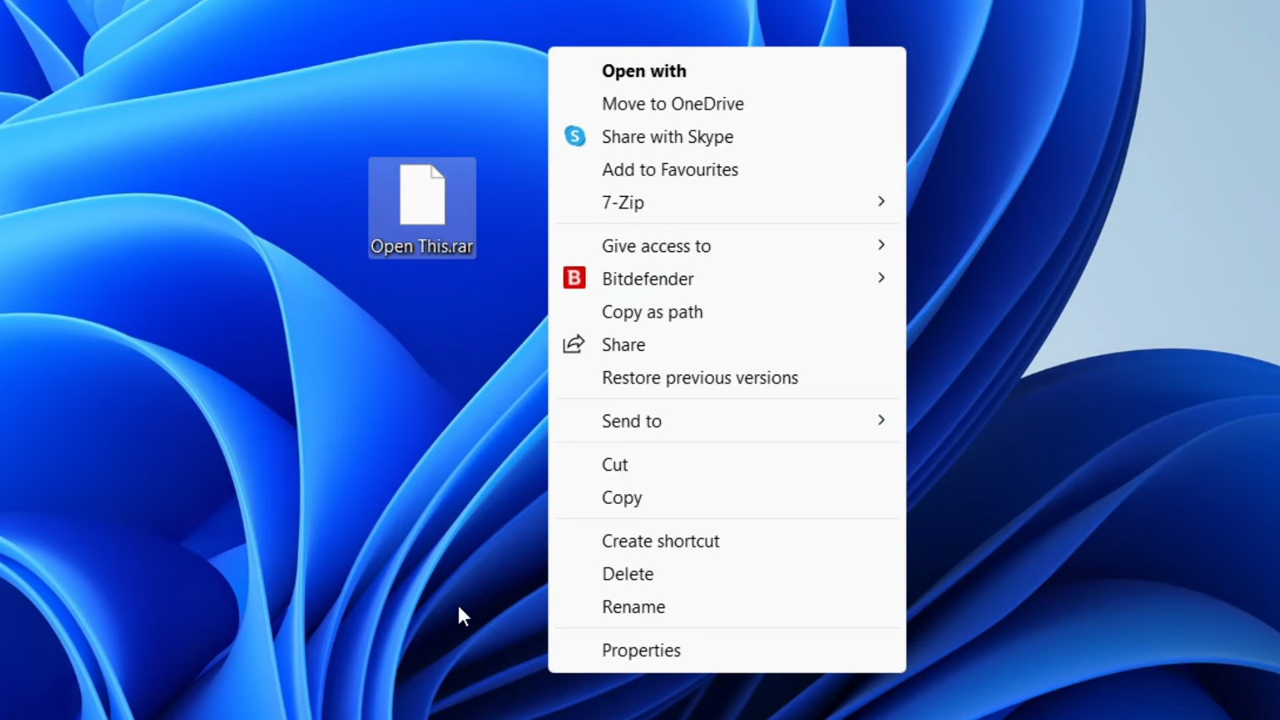 Open This.rar
Open with
Move to OneDrive
S
Share with Skype
Add to Favourites
7-Zip
Give access to
B
Bitdefender
Copy as path
Share
Restore previous versions
Send to
Cut
Copy
Create shortcut
Delete
Rename
Properties